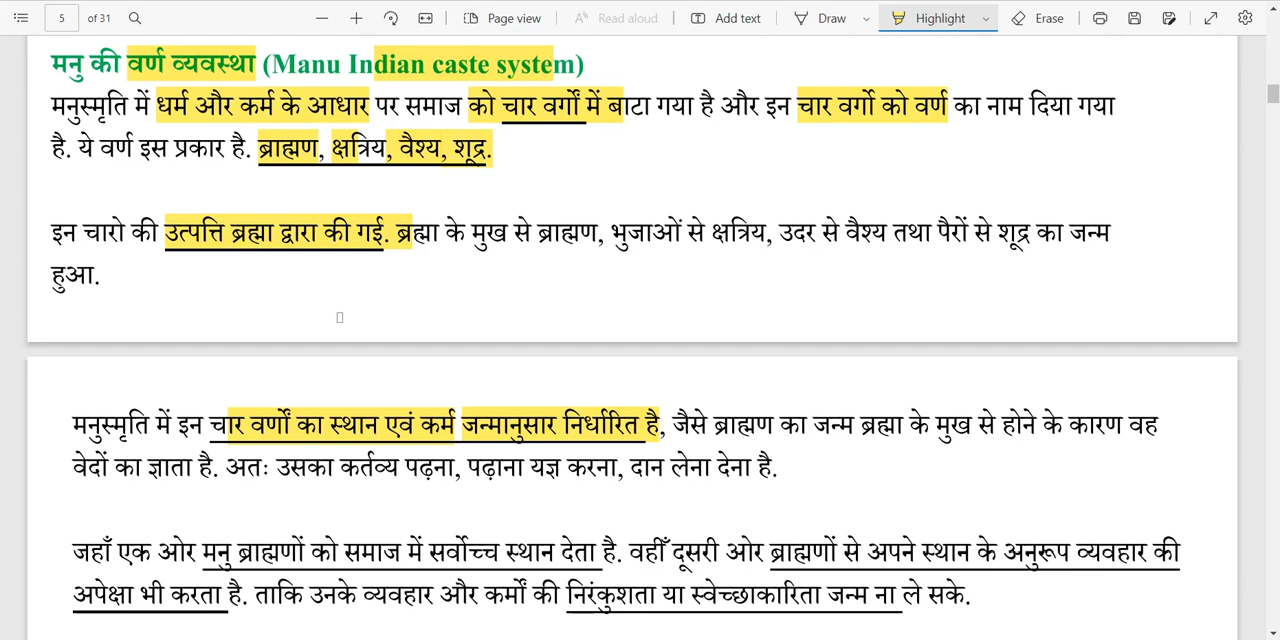 5 of 31 Page view Read aloud Add text Draw Highlight Erase
मनु की वर्ण व्यवस्था (Manu Indian caste system)
मनुस्मृति में धर्म और कर्म के आधार पर समाज को चार वर्गों में बाटा गया है और इन चार वर्गो को वर्ण का नाम दिया गया
है. ये वर्ण इस प्रकार है. ब्राह्मण, क्षत्रिय, वैश्य, शूद्र.
इन चारो की उत्पत्ति ब्रह्मा द्वारा की गई. ब्रह्मा के मुख से ब्राह्मण, भुजाओं से क्षत्रिय, उदर से वैश्य तथा पैरों से शूद्र का जन्म
हुआ.
मनुस्मृति में इन चार वर्णों का स्थान एवं कर्म जन्मानुसार निर्धारित है, जैसे ब्राह्मण का जन्म ब्रह्मा के मुख से होने के कारण वह
वेदों का ज्ञाता है. अतः उसका कर्तव्य पढ़ना, पढ़ाना यज्ञ करना, दान लेना देना है.
जहाँ एक ओर मनु ब्राह्मणों को समाज में सर्वोच्च स्थान देता है. वहीँ दूसरी ओर ब्राह्मणों से अपने स्थान के अनुरूप व्यवहार की
अपेक्षा भी करता है. ताकि उनके व्यवहार और कर्मों की निरंकुशता या स्वेच्छाकारिता जन्म ना ले सके.